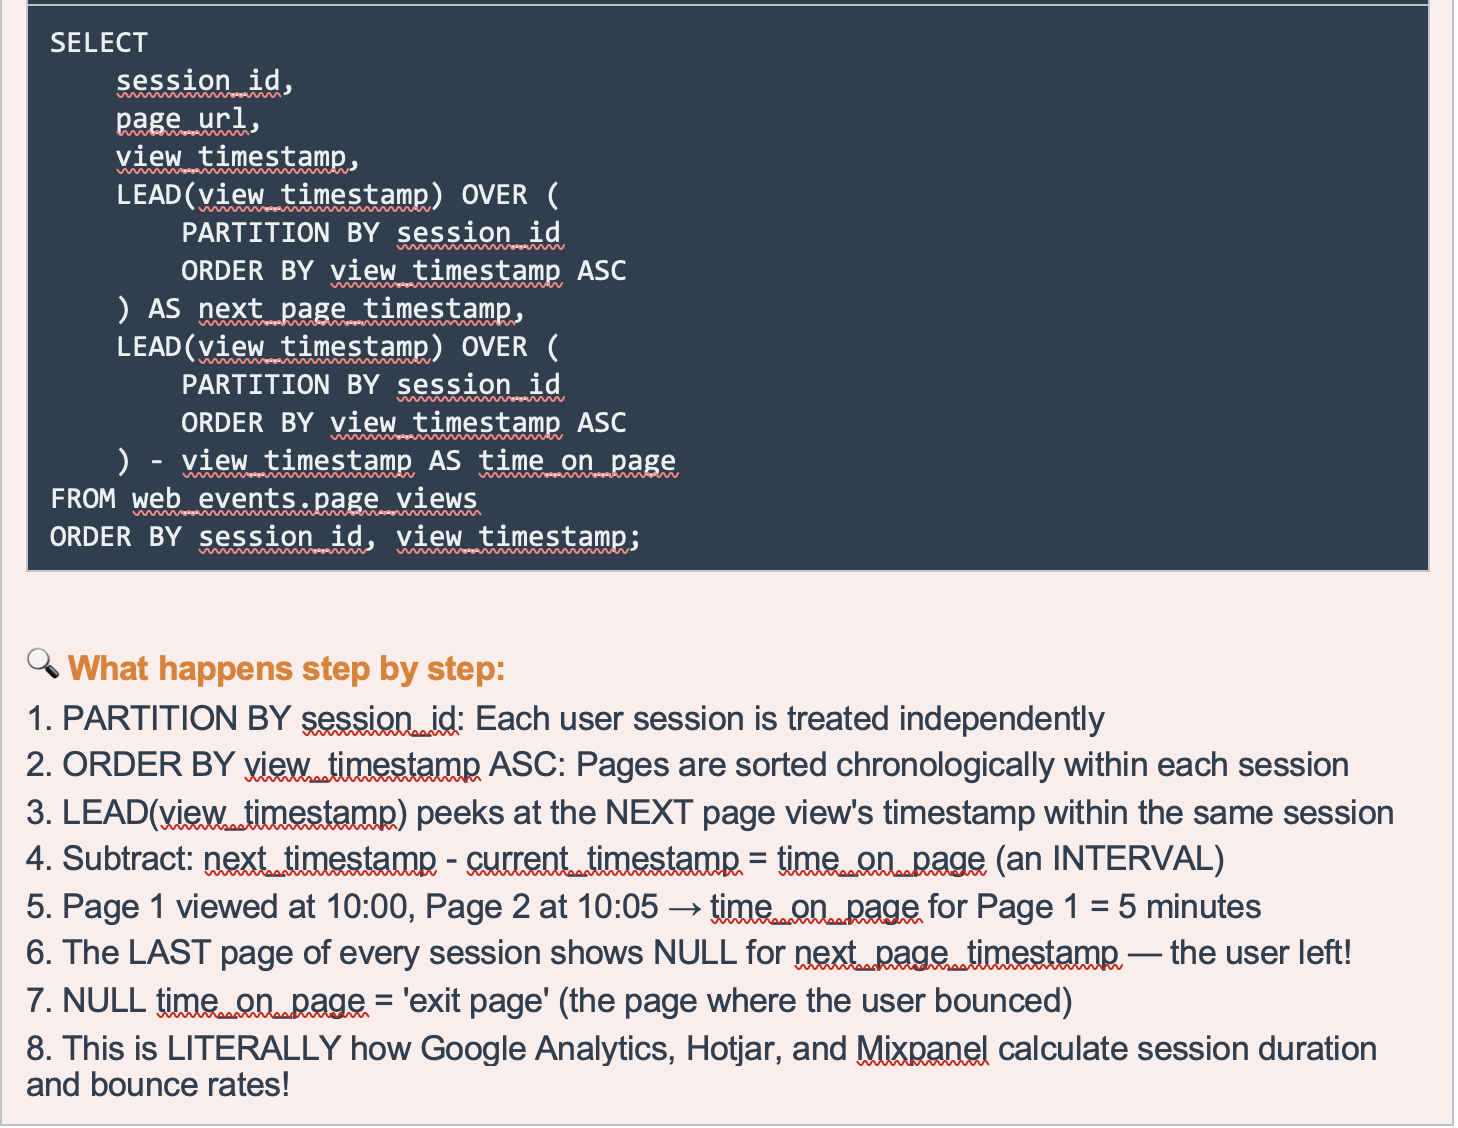 SELECT
    session_id,
    page_url,
    view_timestamp,
    LEAD(view_timestamp) OVER (
        PARTITION BY session_id
        ORDER BY view_timestamp ASC
    ) AS next_page_timestamp,
    LEAD(view_timestamp) OVER (
        PARTITION BY session_id
        ORDER BY view_timestamp ASC
    ) - view_timestamp AS time_on_page
FROM web_events.page_views
ORDER BY session_id, view_timestamp;
🔍 What happens step by step:
1. PARTITION BY session_id: Each user session is treated independently
2. ORDER BY view_timestamp ASC: Pages are sorted chronologically within each session
3. LEAD(view_timestamp) peeks at the NEXT page view's timestamp within the same session
4. Subtract: next_timestamp - current_timestamp = time_on_page (an INTERVAL)
5. Page 1 viewed at 10:00, Page 2 at 10:05 → time_on_page for Page 1 = 5 minutes
6. The LAST page of every session shows NULL for next_page_timestamp — the user left!
7. NULL time_on_page = 'exit page' (the page where the user bounced)
8. This is LITERALLY how Google Analytics, Hotjar, and Mixpanel calculate session duration
and bounce rates!